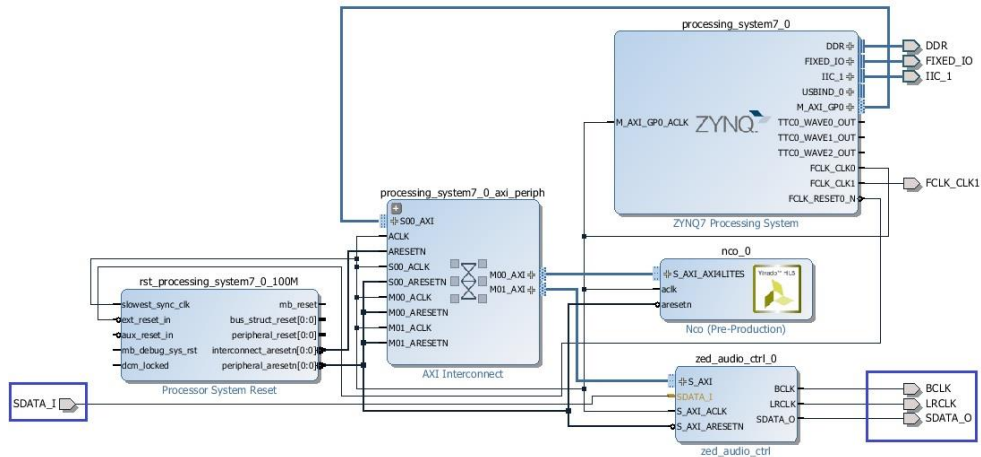 processing_system7_0
DDR
FIXED_IO
IIC_1
USBIND_0
M_AXI_GP0
TTC0_WAVE0_OUT
TTC0_WAVE1_OUT
TTC0_WAVE2_OUT
FCLK_CLK0
FCLK_CLK1
FCLK_RESET0_N
M_AXI_GP0_ACLK
ZYNQ
ZYNQ7 Processing System
DDR
FIXED_IO
IIC_1
FCLK_CLK1
processing_system7_0_axi_periph
S00_AXI
ACLK
ARESETN
S00_ACLK
S00_ARESETN
M00_ACLK
M00_ARESETN
M01_ACLK
M01_ARESETN
M00_AXI
M01_AXI
AXI Interconnect
nco_0
S_AXI_AXI4LITES
aclk
aresetn
Vivado HLS
Nco (Pre-Production)
rst_processing_system7_0_100M
slowest_sync_clk
ext_reset_in
aux_reset_in
mb_debug_sys_rst
dcm_locked
mb_reset
bus_struct_reset[0:0]
peripheral_reset[0:0]
interconnect_aresetn[0:0]
peripheral_aresetn[0:0]
Processor System Reset
zed_audio_ctrl_0
S_AXI
SDATA_I
S_AXI_ACLK
S_AXI_ARESETN
BCLK
LRCLK
SDATA_O
zed_audio_ctrl
SDATA_I
BCLK
LRCLK
SDATA_O